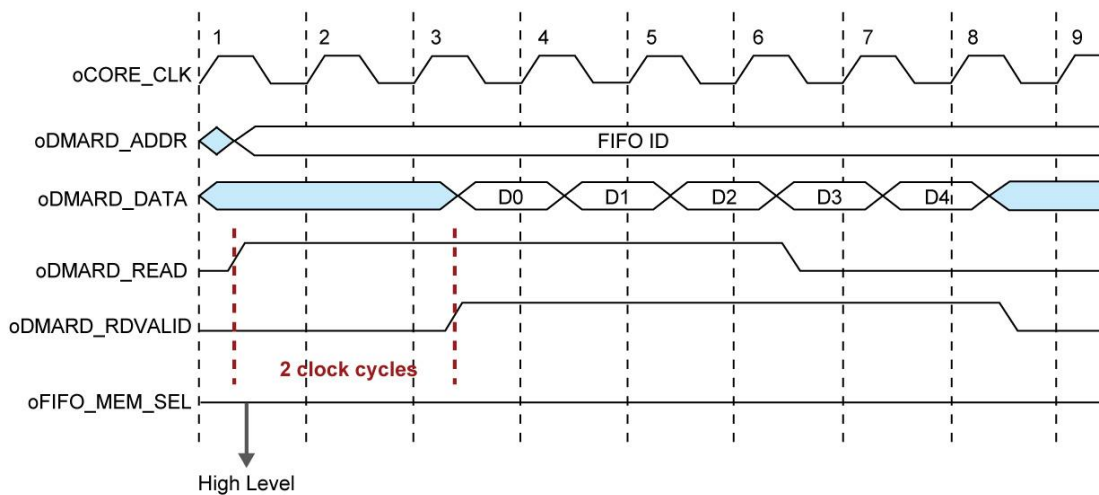 1 2 3 4 5 6 7 8 9
oCORE_CLK
oDMARD_ADDR FIFO ID
oDMARD_DATA D0 D1 D2 D3 D4
oDMARD_READ
oDMARD_RDVALID
2 clock cycles
oFIFO_MEM_SEL
High Level